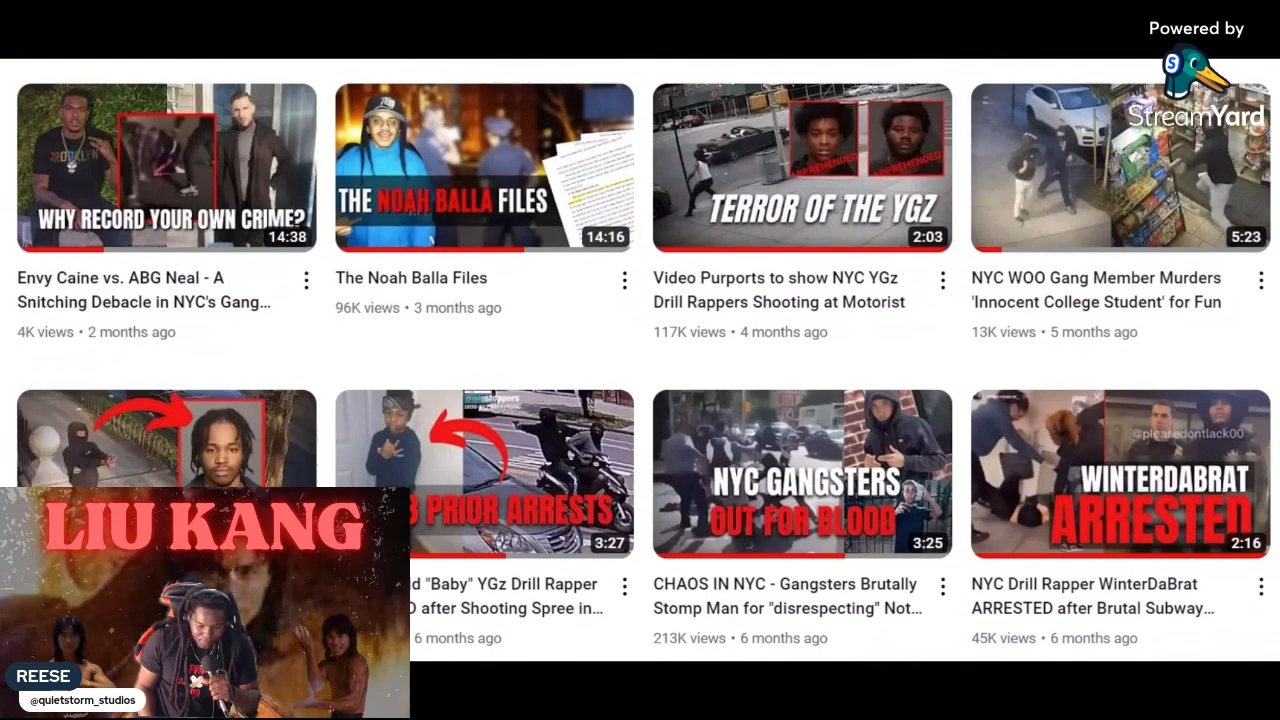 Powered by
StreamYard
WHY RECORD YOUR OWN CRIME?
14:38
THE NOAH BALLA FILES
14:16
APPREHENDED
APPREHENDED
TERROR OF THE YGZ
2:03
5:23
Envy Caine vs. ABG Neal - A
Snitching Debacle in NYC's Gang...
4K views • 2 months ago
The Noah Balla Files
96K views • 3 months ago
Video Purports to show NYC YGz
Drill Rappers Shooting at Motorist
117K views • 4 months ago
NYC WOO Gang Member Murders
'Innocent College Student' for Fun
13K views • 5 months ago
3 PRIOR ARRESTS
3:27
NYC GANGSTERS
OUT FOR BLOOD
3:25
@pleasedontlack00
WINTERDABRAT
ARRESTED
2:16
d "Baby" YGz Drill Rapper
D after Shooting Spree in...
6 months ago
CHAOS IN NYC - Gangsters Brutally
Stomp Man for "disrespecting" Not...
213K views • 6 months ago
NYC Drill Rapper WinterDaBrat
ARRESTED after Brutal Subway...
45K views • 6 months ago
LIU KANG
REESE
@quietstorm_studios